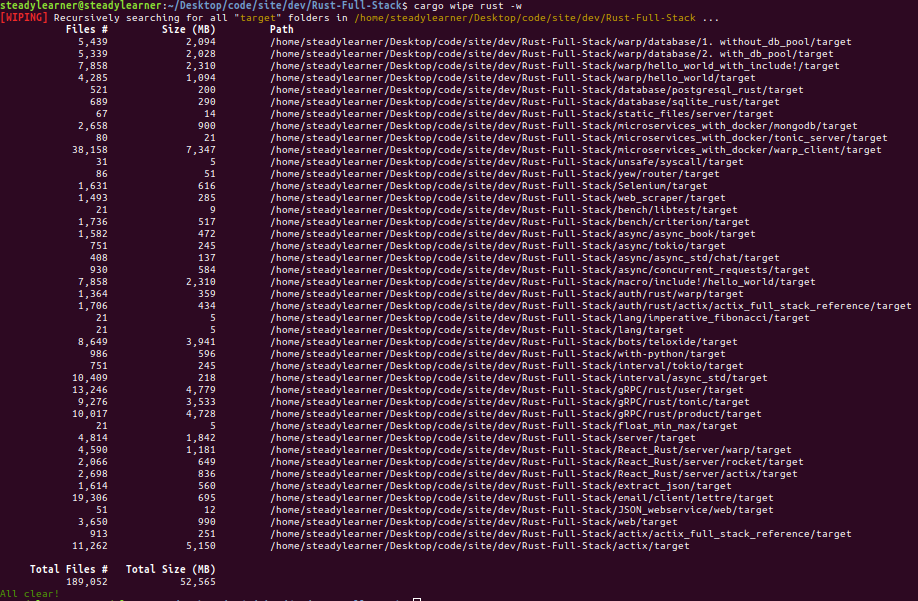 steadylearner@steadylearner:~/Desktop/code/site/dev/Rust-Full-Stack$ cargo wipe rust -w
[WIPING] Recursively searching for all "target" folders in /home/steadylearner/Desktop/code/site/dev/Rust-Full-Stack ...
Files # Size (MB) Path
5,439 2,094 /home/steadylearner/Desktop/code/site/dev/Rust-Full-Stack/warp/database/1. without_db_pool/target
5,339 2,028 /home/steadylearner/Desktop/code/site/dev/Rust-Full-Stack/warp/database/2. with_db_pool/target
7,858 2,310 /home/steadylearner/Desktop/code/site/dev/Rust-Full-Stack/warp/hello_world_with_include!/target
4,285 1,094 /home/steadylearner/Desktop/code/site/dev/Rust-Full-Stack/warp/hello_world/target
521 200 /home/steadylearner/Desktop/code/site/dev/Rust-Full-Stack/database/postgresql_rust/target
689 290 /home/steadylearner/Desktop/code/site/dev/Rust-Full-Stack/database/sqlite_rust/target
67 14 /home/steadylearner/Desktop/code/site/dev/Rust-Full-Stack/static_files/server/target
2,658 900 /home/steadylearner/Desktop/code/site/dev/Rust-Full-Stack/microservices_with_docker/mongodb/target
80 21 /home/steadylearner/Desktop/code/site/dev/Rust-Full-Stack/microservices_with_docker/tonic_server/target
38,158 7,347 /home/steadylearner/Desktop/code/site/dev/Rust-Full-Stack/microservices_with_docker/warp_client/target
31 5 /home/steadylearner/Desktop/code/site/dev/Rust-Full-Stack/unsafe/syscall/target
86 51 /home/steadylearner/Desktop/code/site/dev/Rust-Full-Stack/yew/router/target
1,631 616 /home/steadylearner/Desktop/code/site/dev/Rust-Full-Stack/Selenium/target
1,493 285 /home/steadylearner/Desktop/code/site/dev/Rust-Full-Stack/web_scraper/target
21 9 /home/steadylearner/Desktop/code/site/dev/Rust-Full-Stack/bench/libtest/target
1,736 517 /home/steadylearner/Desktop/code/site/dev/Rust-Full-Stack/bench/criterion/target
1,582 472 /home/steadylearner/Desktop/code/site/dev/Rust-Full-Stack/async/async_book/target
751 245 /home/steadylearner/Desktop/code/site/dev/Rust-Full-Stack/async/tokio/target
408 137 /home/steadylearner/Desktop/code/site/dev/Rust-Full-Stack/async/async_std/chat/target
930 584 /home/steadylearner/Desktop/code/site/dev/Rust-Full-Stack/async/concurrent_requests/target
7,858 2,310 /home/steadylearner/Desktop/code/site/dev/Rust-Full-Stack/macro/include!/hello_world/target
1,364 359 /home/steadylearner/Desktop/code/site/dev/Rust-Full-Stack/auth/rust/warp/target
1,706 434 /home/steadylearner/Desktop/code/site/dev/Rust-Full-Stack/auth/rust/actix/actix_full_stack_reference/target
21 5 /home/steadylearner/Desktop/code/site/dev/Rust-Full-Stack/lang/imperative_fibonacci/target
21 5 /home/steadylearner/Desktop/code/site/dev/Rust-Full-Stack/lang/target
8,649 3,941 /home/steadylearner/Desktop/code/site/dev/Rust-Full-Stack/bots/teloxide/target
986 596 /home/steadylearner/Desktop/code/site/dev/Rust-Full-Stack/with-python/target
751 245 /home/steadylearner/Desktop/code/site/dev/Rust-Full-Stack/interval/tokio/target
10,409 218 /home/steadylearner/Desktop/code/site/dev/Rust-Full-Stack/interval/async_std/target
13,246 4,779 /home/steadylearner/Desktop/code/site/dev/Rust-Full-Stack/gRPC/rust/user/target
9,276 3,533 /home/steadylearner/Desktop/code/site/dev/Rust-Full-Stack/gRPC/rust/tonic/target
10,017 4,728 /home/steadylearner/Desktop/code/site/dev/Rust-Full-Stack/gRPC/rust/product/target
21 5 /home/steadylearner/Desktop/code/site/dev/Rust-Full-Stack/float_min_max/target
4,814 1,842 /home/steadylearner/Desktop/code/site/dev/Rust-Full-Stack/server/target
4,590 1,181 /home/steadylearner/Desktop/code/site/dev/Rust-Full-Stack/React_Rust/server/warp/target
2,066 649 /home/steadylearner/Desktop/code/site/dev/Rust-Full-Stack/React_Rust/server/rocket/target
2,698 836 /home/steadylearner/Desktop/code/site/dev/Rust-Full-Stack/React_Rust/server/actix/target
1,614 560 /home/steadylearner/Desktop/code/site/dev/Rust-Full-Stack/extract_json/target
19,306 695 /home/steadylearner/Desktop/code/site/dev/Rust-Full-Stack/email/client/lettre/target
51 12 /home/steadylearner/Desktop/code/site/dev/Rust-Full-Stack/JSON_webservice/web/target
3,650 990 /home/steadylearner/Desktop/code/site/dev/Rust-Full-Stack/web/target
913 251 /home/steadylearner/Desktop/code/site/dev/Rust-Full-Stack/actix/actix_full_stack_reference/target
11,262 5,150 /home/steadylearner/Desktop/code/site/dev/Rust-Full-Stack/actix/target
Total Files # Total Size (MB)
189,052 52,565
All clear!